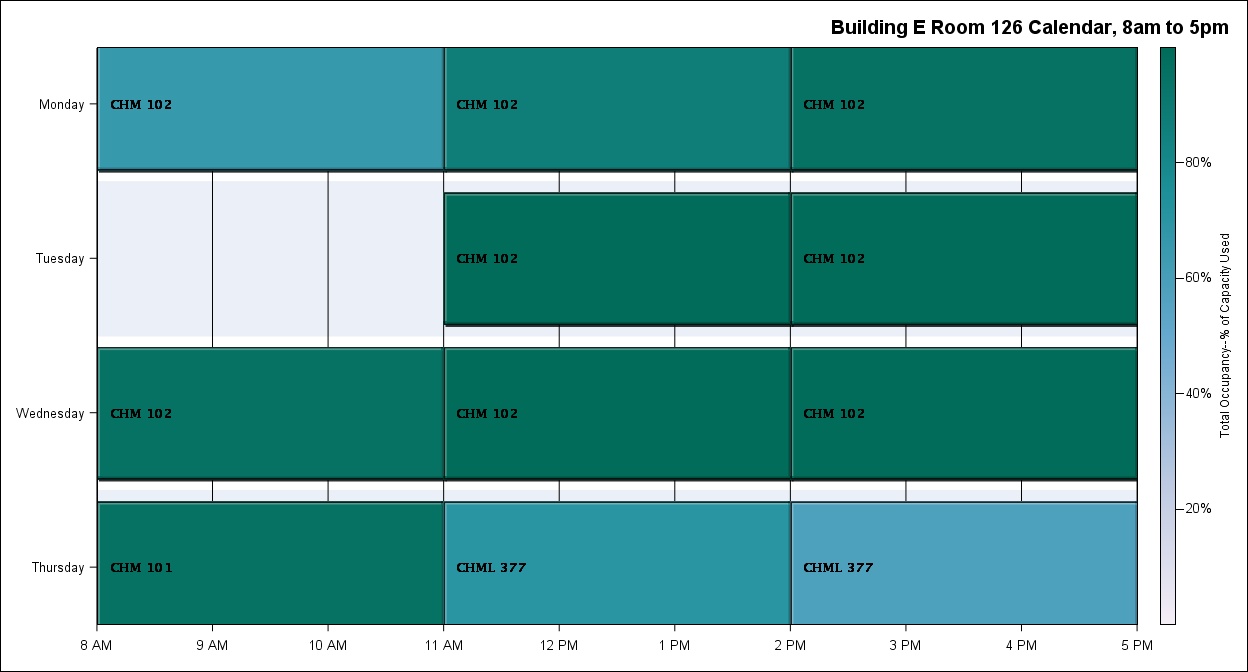 Building E Room 126 Calendar, 8am to 5pm
Monday
CHM 102
CHM 102
CHM 102
Tuesday
CHM 102
CHM 102
Wednesday
CHM 102
CHM 102
CHM 102
Thursday
CHM 101
CHML 377
CHML 377
8 AM
9 AM
10 AM
11 AM
12 PM
1 PM
2 PM
3 PM
4 PM
5 PM
80%
60%
40%
20%
Total Occupancy--% of Capacity Used